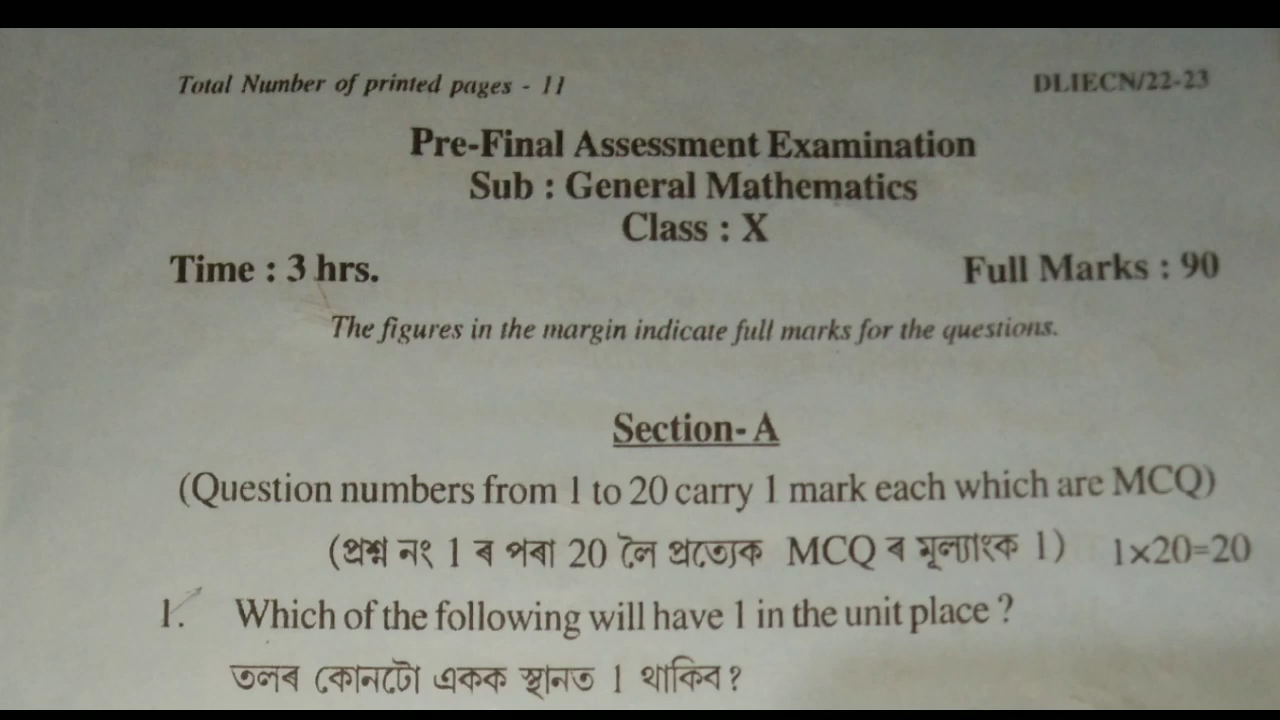 Total Number of printed pages - 11
DLIECN/22-23
Pre-Final Assessment Examination
Sub : General Mathematics
Class : X
Time : 3 hrs.
Full Marks : 90
The figures in the margin indicate full marks for the questions.
Section-A
(Question numbers from 1 to 20 carry 1 mark each which are MCQ)
(প্ৰশ্ন নং 1 ৰ পৰা 20 লৈ প্ৰত্যেক MCQ ৰ মূল্যাংক 1) 1×20=20
1. Which of the following will have 1 in the unit place ?
তলৰ কোনটো একক স্থানত 1 থাকিব ?